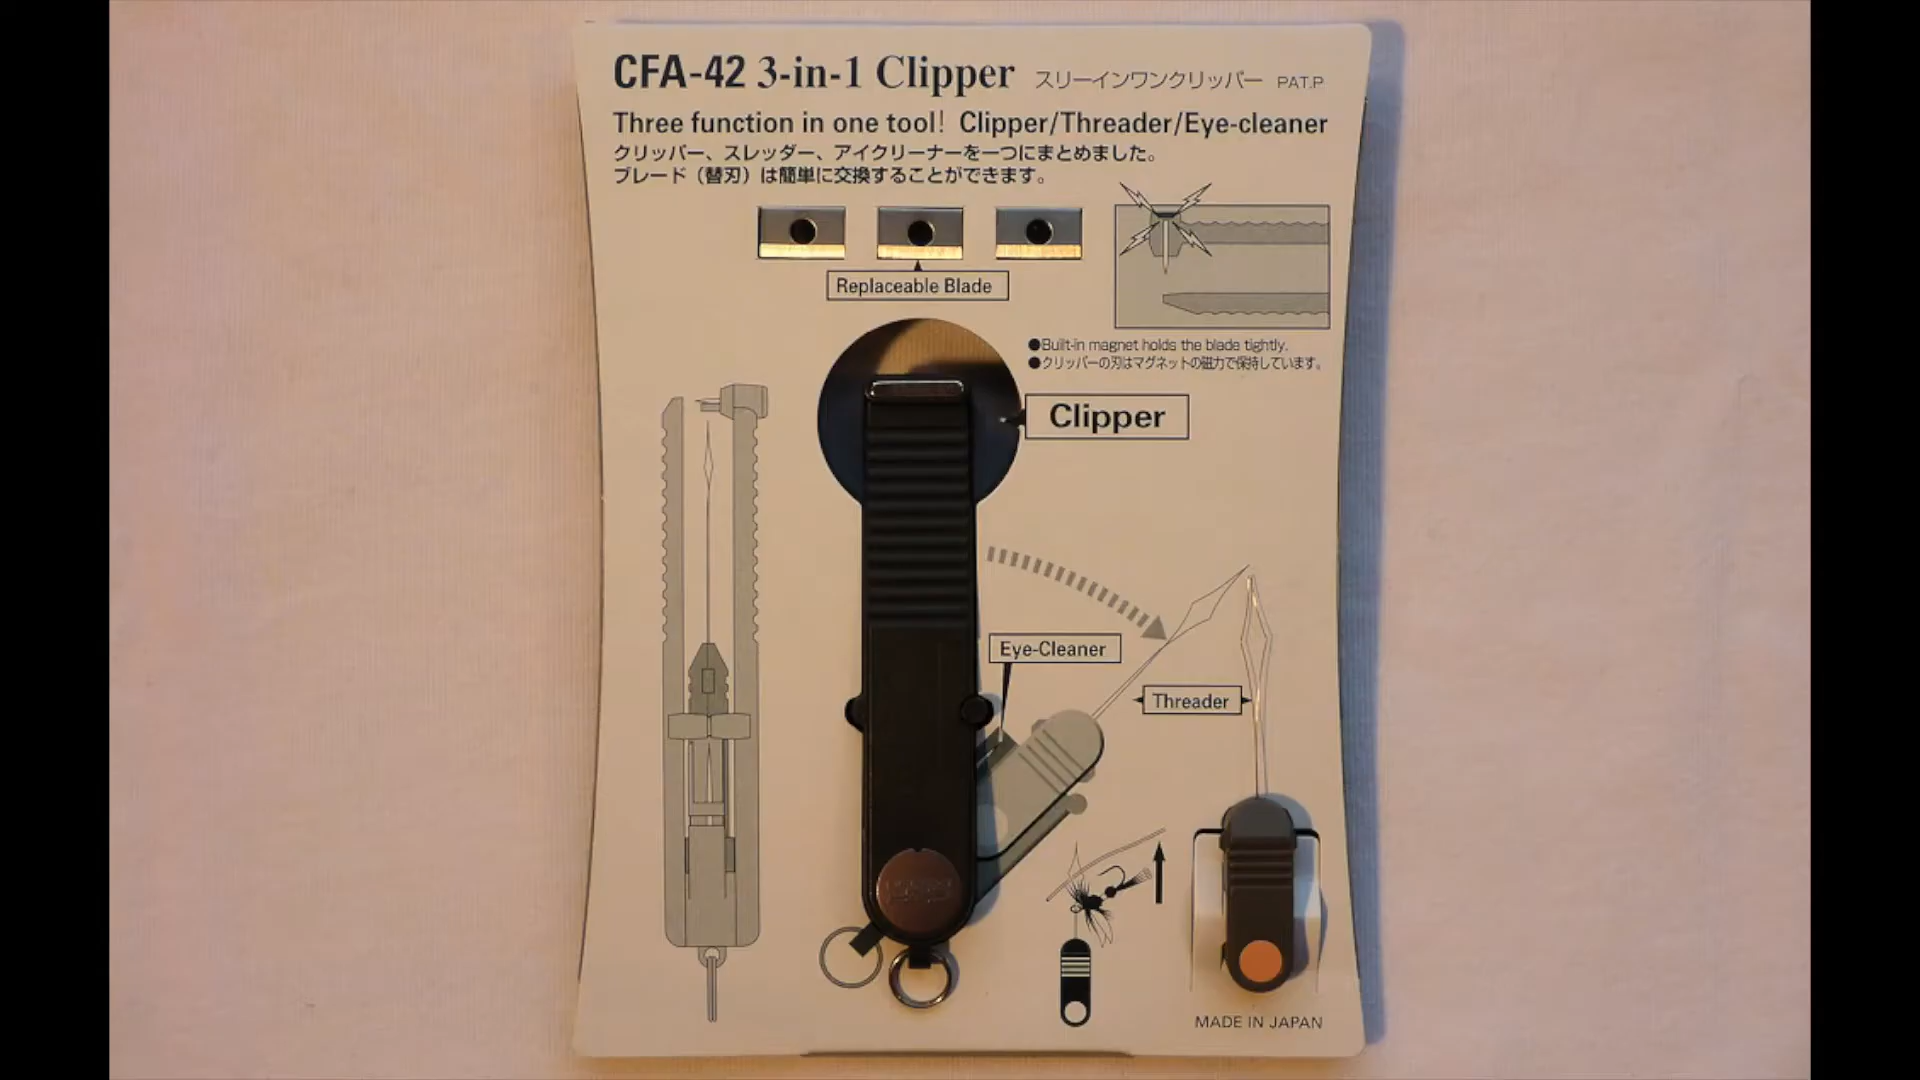 CFA-42 3-in-1 Clipper スリーインワンクリッパー PAT.P
Three function in one tool! Clipper/Threader/Eye-cleaner
クリッパー、スレッダー、アイクリーナーを一つにまとめました。
ブレード（替刃）は簡単に交換することができます。
Replaceable Blade
●Built-in magnet holds the blade tightly.
●クリッパーの刃はマグネットの磁力で保持しています。
Clipper
Eye-Cleaner
Threader
MADE IN JAPAN